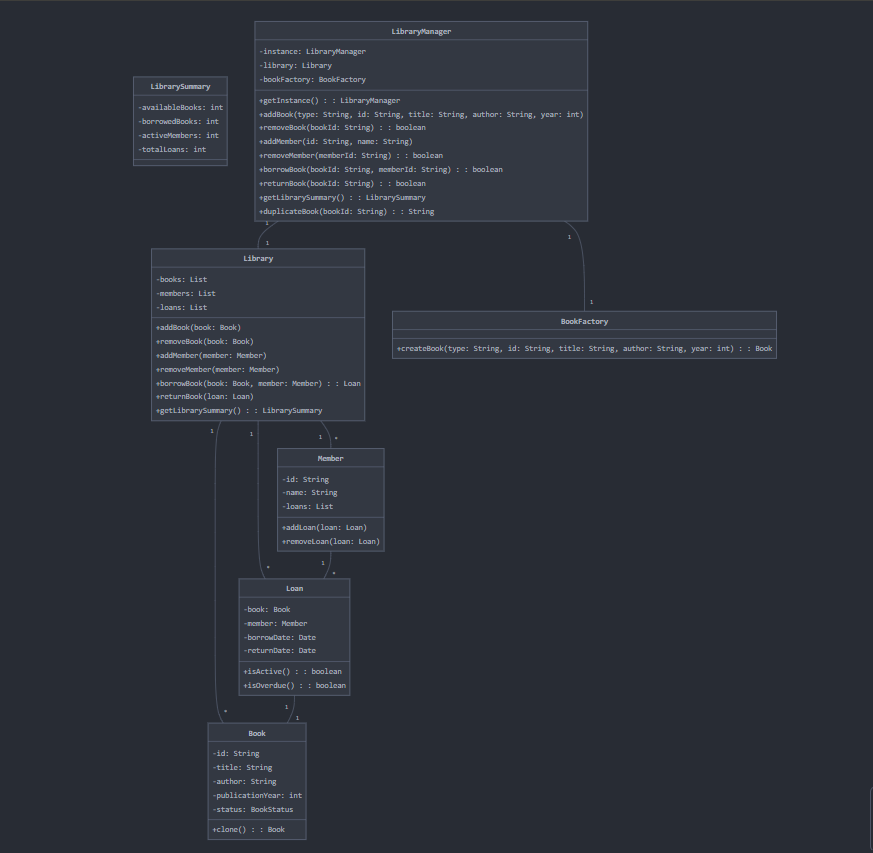 LibraryManager
-instance: LibraryManager
-library: Library
-bookFactory: BookFactory
+getInstance() : : LibraryManager
+addBook(type: String, id: String, title: String, author: String, year: int)
+removeBook(bookId: String) : : boolean
+addMember(id: String, name: String)
+removeMember(memberId: String) : : boolean
+borrowBook(bookId: String, memberId: String) : : boolean
+returnBook(bookId: String) : : boolean
+getLibrarySummary() : : LibrarySummary
+duplicateBook(bookId: String) : : String
LibrarySummary
-availableBooks: int
-borrowedBooks: int
-activeMembers: int
-totalLoans: int
1
1
1
1
Library
-books: List
-members: List
-loans: List
+addBook(book: Book)
+removeBook(book: Book)
+addMember(member: Member)
+removeMember(member: Member)
+borrowBook(book: Book, member: Member) : : Loan
+returnBook(loan: Loan)
+getLibrarySummary() : : LibrarySummary
BookFactory
+createBook(type: String, id: String, title: String, author: String, year: int) : : Book
1
1
1
*
Member
-id: String
-name: String
-loans: List
+addLoan(loan: Loan)
+removeLoan(loan: Loan)
1
*
*
Loan
-book: Book
-member: Member
-borrowDate: Date
-returnDate: Date
+isActive() : : boolean
+isOverdue() : : boolean
*
1
1
Book
-id: String
-title: String
-author: String
-publicationYear: int
-status: BookStatus
+clone() : : Book